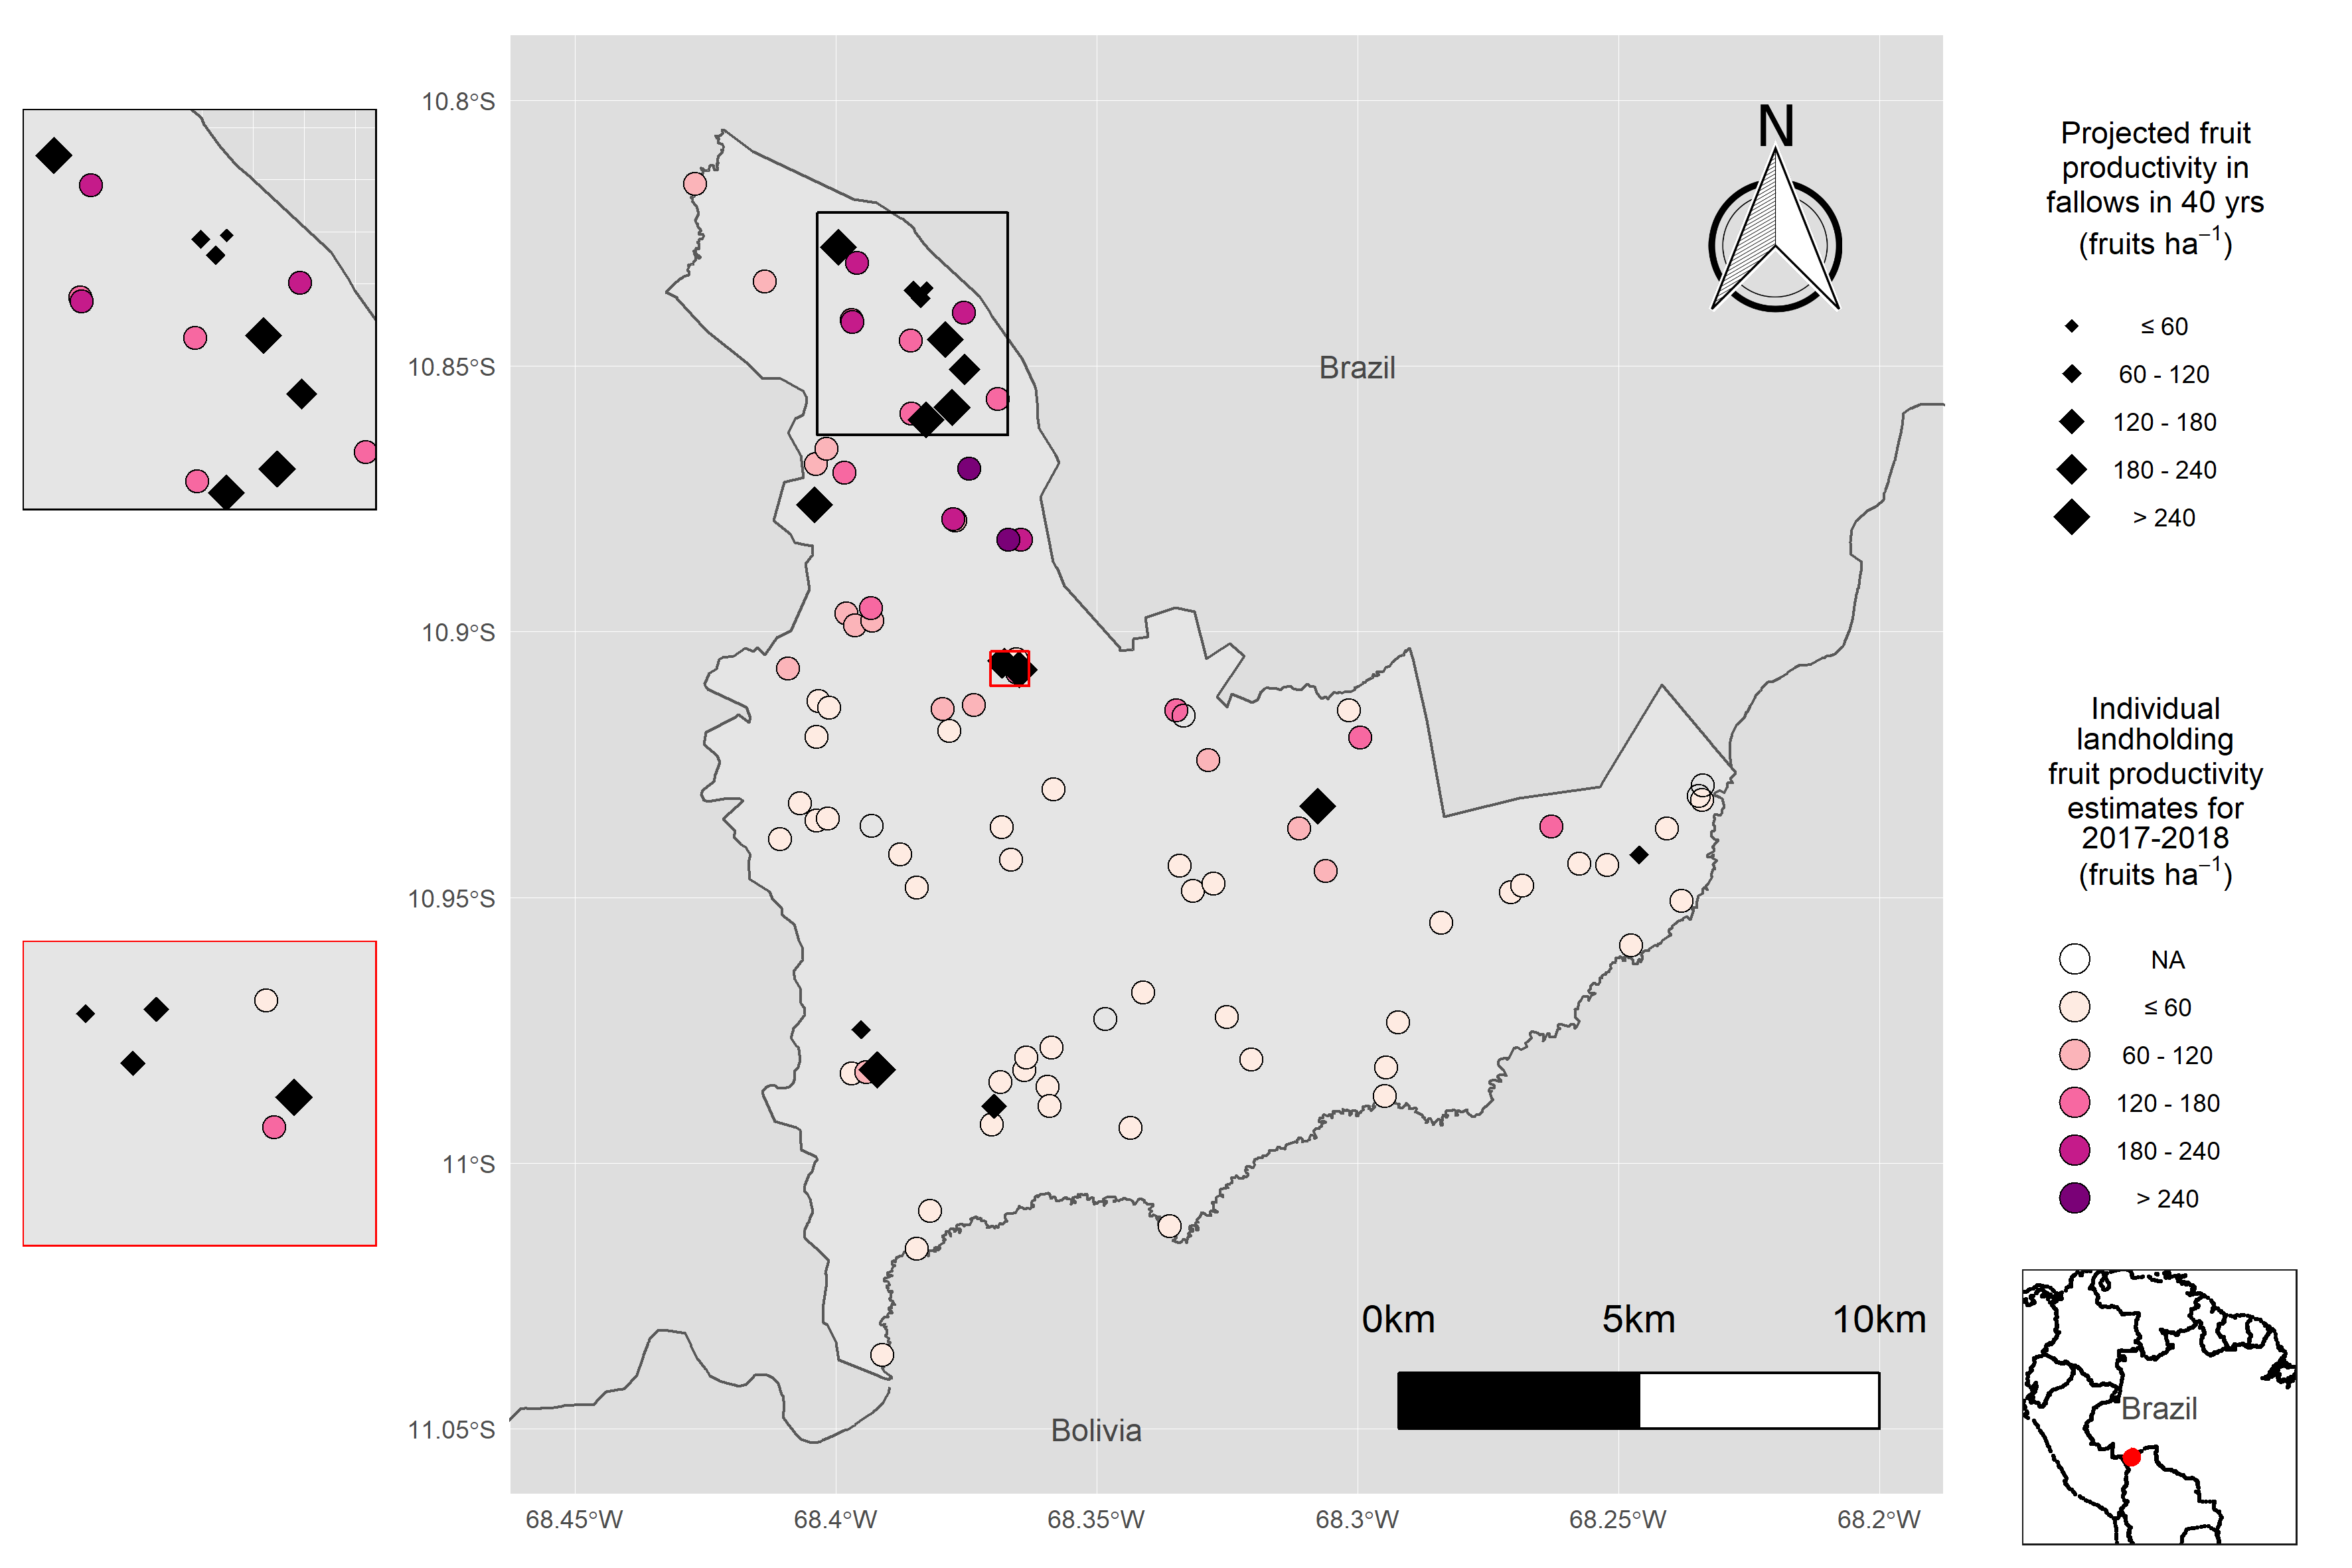 10.8°S
10.85°S
10.9°S
10.95°S
11°S
11.05°S
68.45°W
68.4°W
68.35°W
68.3°W
68.25°W
68.2°W
N
Brazil
Bolivia
0km 5km 10km
Projected fruit
productivity in
fallows in 40 yrs
(fruits ha⁻¹)
≤ 60
60 - 120
120 - 180
180 - 240
> 240
Individual
landholding
fruit productivity
estimates for
2017-2018
(fruits ha⁻¹)
NA
≤ 60
60 - 120
120 - 180
180 - 240
> 240
Brazil